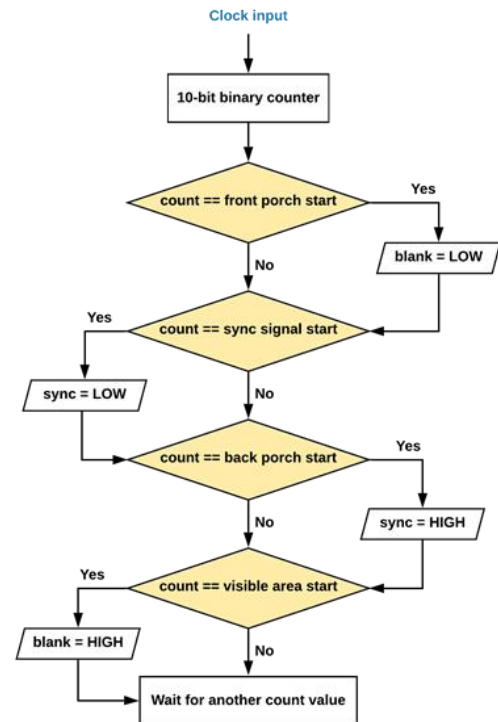 Clock input
10-bit binary counter
count == front porch start
Yes
blank = LOW
No
count == sync signal start
Yes
sync = LOW
No
count == back porch start
Yes
sync = HIGH
No
count == visible area start
Yes
blank = HIGH
No
Wait for another count value